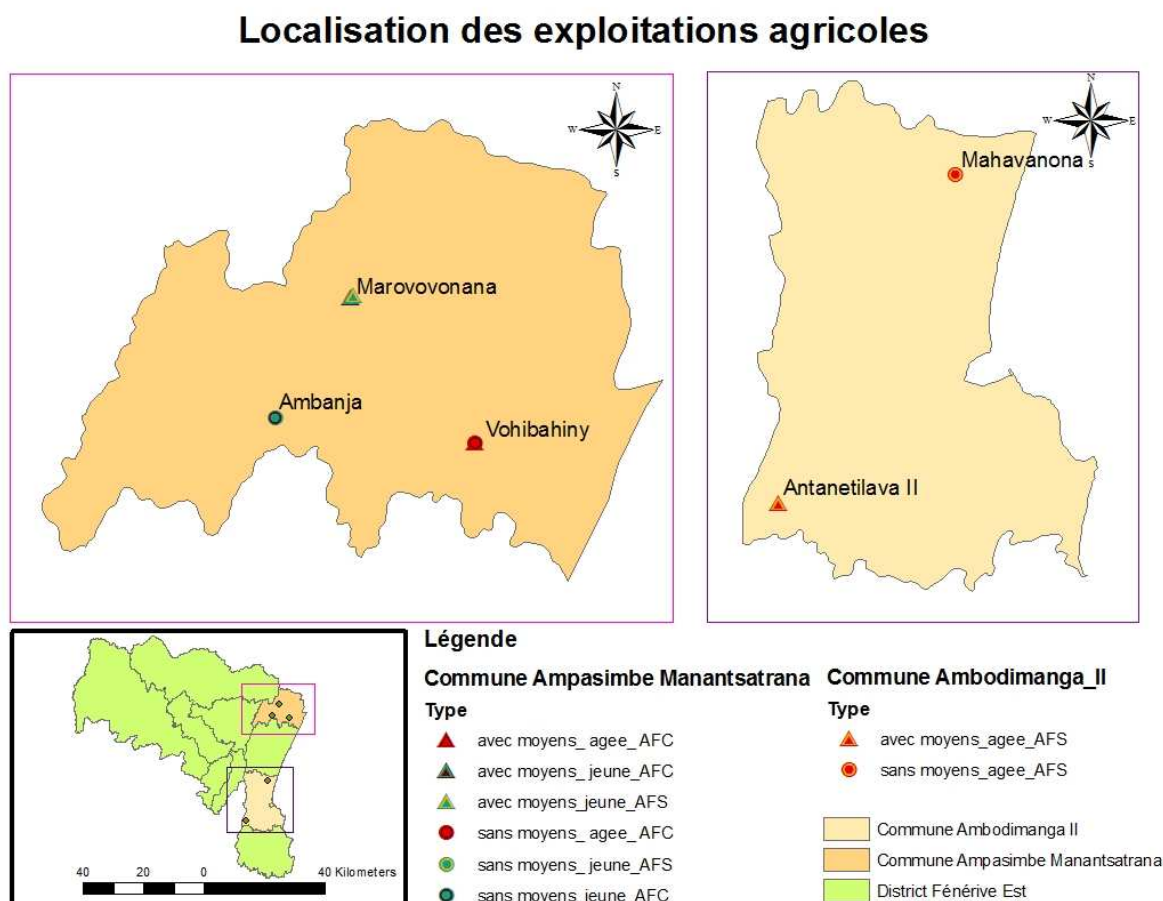 Localisation des exploitations agricoles
N
W E
S
Marovovonana
Ambanja
Vohibahiny
N
W E
S
Mahavanona
Antanetilava II
40 20 0 40 Kilometers
Légende
Commune Ampasimbe Manantsatrana
Type
avec moyens_ agee_AFC
avec moyens_ jeune_AFC
avec moyens_jeune_AFS
sans moyens_ agee_AFC
sans moyens_jeune_AFS
sans moyens_jeune_AFC
Commune Ambodimanga_II
Type
avec moyens_agee_AFS
sans moyens_agee_AFS
Commune Ambodimanga II
Commune Ampasimbe Manantsatrana
District Fénérive Est